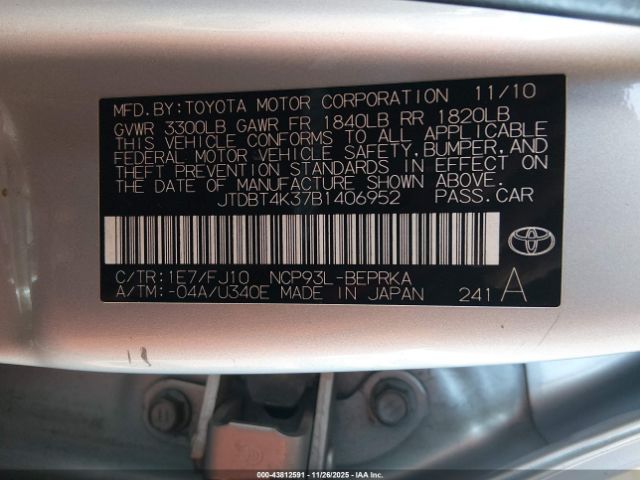 MFD.BY:TOYOTA MOTOR CORPORATION 11/10
GVWR 3300LB GAWR FR 1840LB RR 1820LB
THIS VEHICLE CONFORMS TO ALL APPLICABLE
FEDERAL MOTOR VEHICLE SAFETY,BUMPER,AND
THEFT PREVENTION STANDARDS IN EFFECT ON
THE DATE OF MANUFACTURE SHOWN ABOVE.
JTDBT4K37B1406952 PASS.CAR
C/TR:1E7/FJ10 NCP93L-BEPRKA
A/TM:-04A/U340E MADE IN JAPAN 241 A
000-43812591 - 11/26/2025 - IAA Inc.